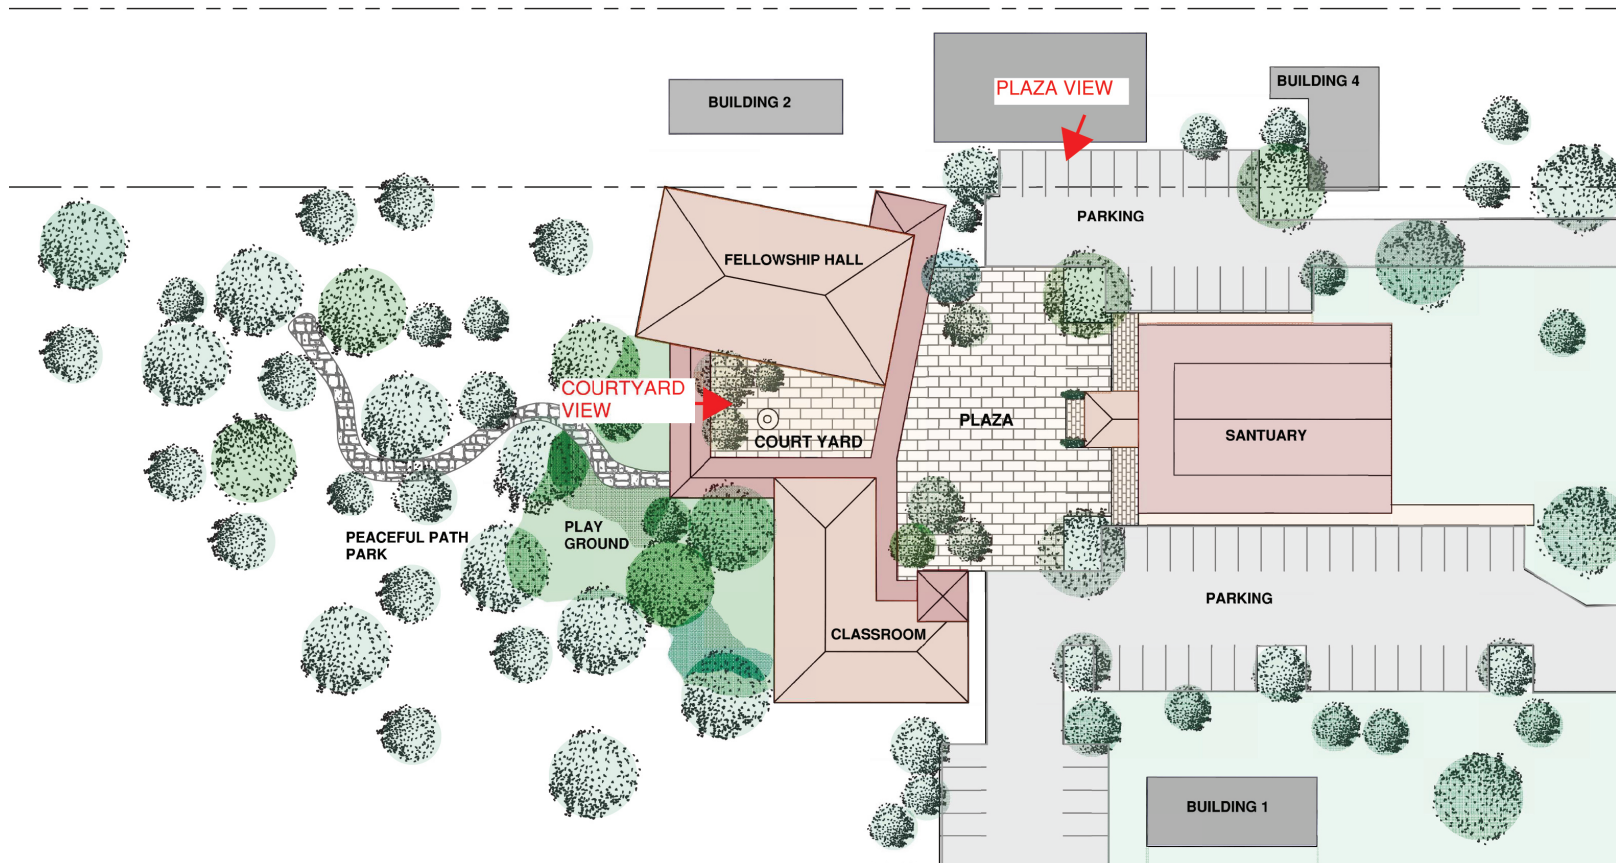 BUILDING 2
PLAZA VIEW
BUILDING 4
PARKING
FELLOWSHIP HALL
COURTYARD
VIEW
COURT YARD
PLAZA
SANTUARY
PEACEFUL PATH
PARK
PLAY
GROUND
PARKING
CLASSROOM
BUILDING 1